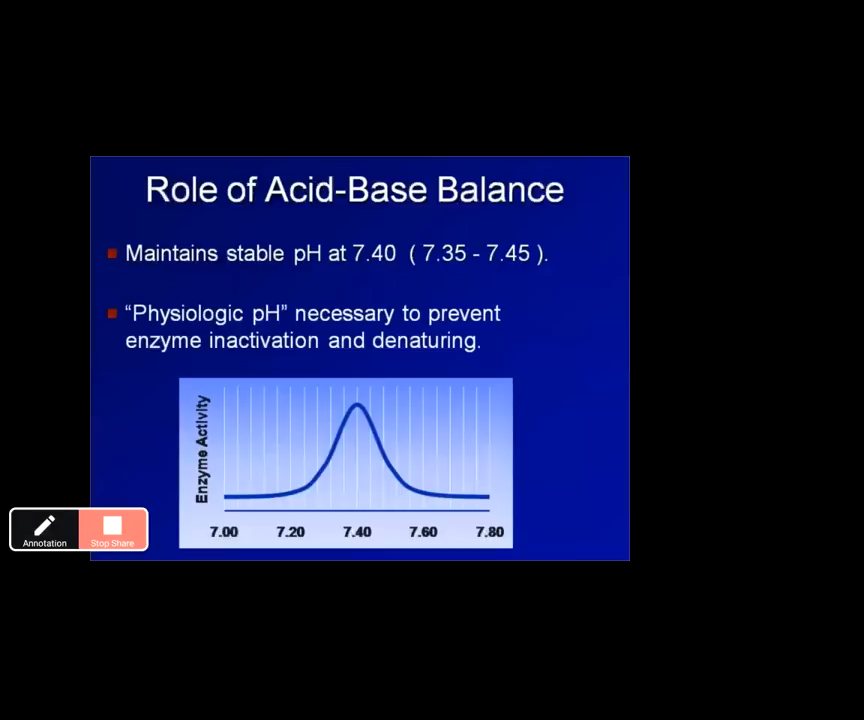 Role of Acid-Base Balance
Maintains stable pH at 7.40 ( 7.35 - 7.45 ).
“Physiologic pH” necessary to prevent
enzyme inactivation and denaturing.
Enzyme Activity
7.00 7.20 7.40 7.60 7.80
Annotation Stop Share